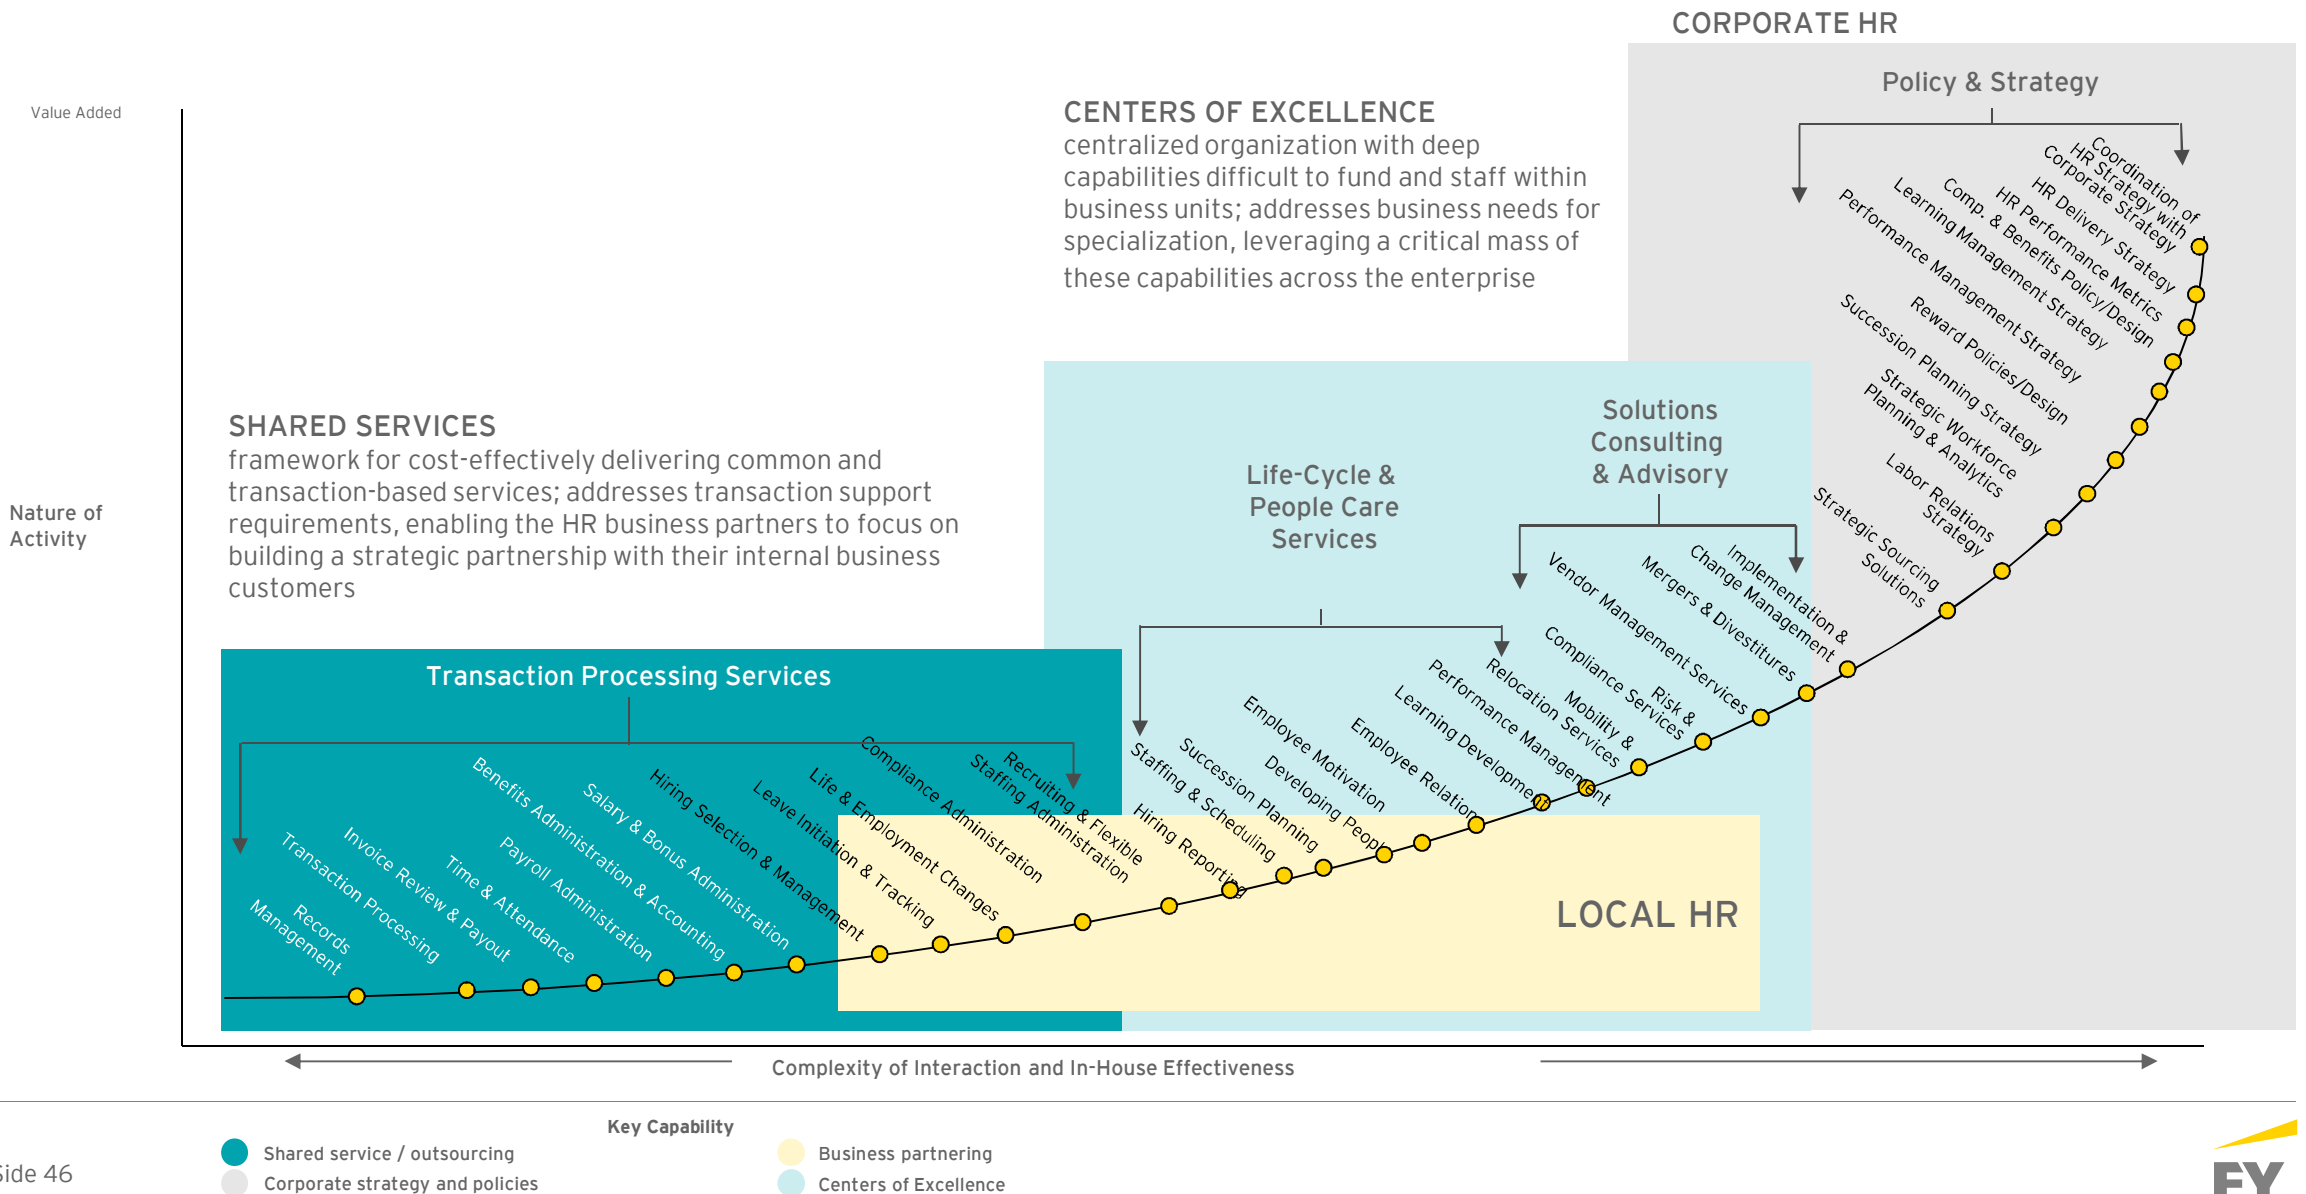 CORPORATE HR
Policy & Strategy
Value Added
CENTERS OF EXCELLENCE
centralized organization with deep
capabilities difficult to fund and staff within
business units; addresses business needs for
specialization, leveraging a critical mass of
these capabilities across the enterprise
Coordination of
HR Strategy with
Corporate Strategy
HR Delivery Strategy
HR Performance Metrics
Comp. & Benefits Policy/Design
Learning Management Strategy
Performance Management Strategy
Reward Policies/Design
Succession Planning Strategy
Strategic Workforce
Planning & Analytics
Labor Relations
Strategy
Strategic Sourcing
Solutions
SHARED SERVICES
framework for cost-effectively delivering common and
transaction-based services; addresses transaction support
requirements, enabling the HR business partners to focus on
building a strategic partnership with their internal business
customers
Nature of
Activity
Solutions
Consulting
& Advisory
Life-Cycle &
People Care
Services
Implementation &
Change Management
Mergers & Divestitures
Vendor Management Services
Risk &
Compliance Services
Mobility &
Relocation Services
Performance Management
Learning Development
Employee Relation
Employee Motivation
Developing People
Succession Planning
Staffing & Scheduling
Hiring Reporting
Transaction Processing Services
Recruiting & Flexible
Staffing Administration
Compliance Administration
Life & Employment Changes
Leave Initiation & Tracking
Hiring Selection & Management
Salary & Bonus Administration
Benefits Administration & Accounting
Payroll Administration
Time & Attendance
Invoice Review & Payout
Transaction Processing
Records
Management
LOCAL HR
Complexity of Interaction and In-House Effectiveness
Key Capability
Shared service / outsourcing
Business partnering
Side 46
Corporate strategy and policies
Centers of Excellence
EY